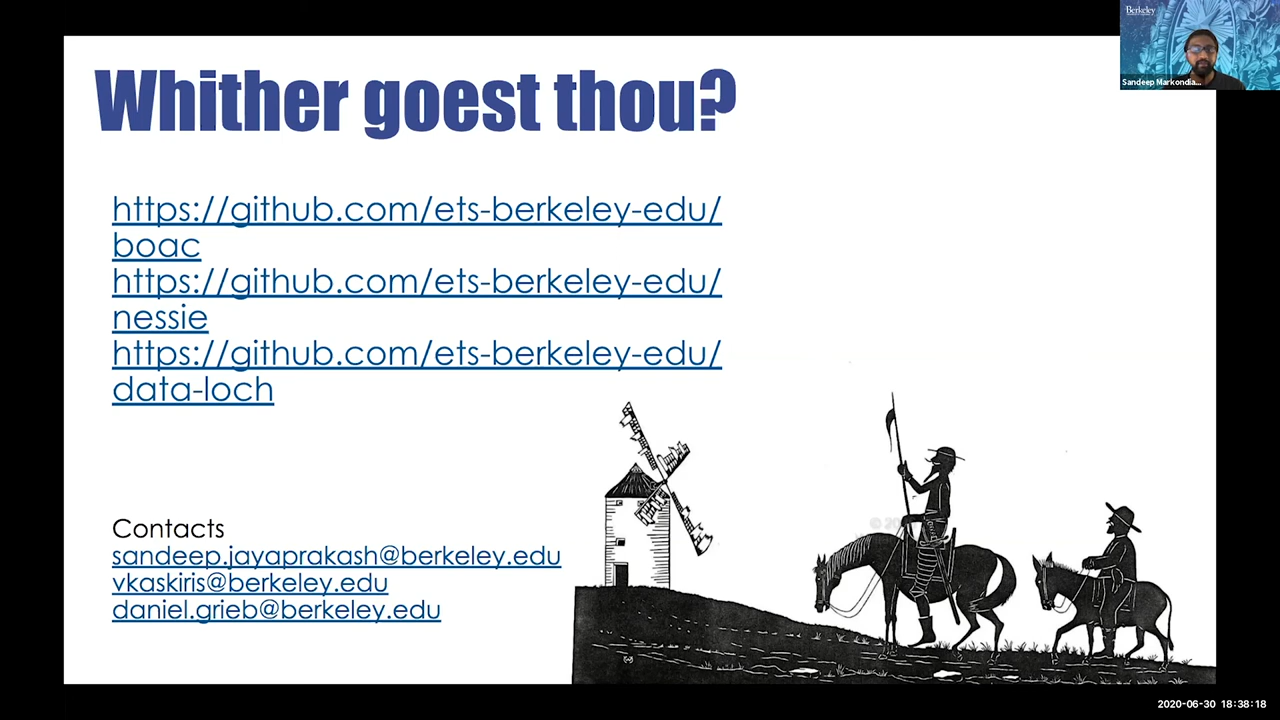 Berkeley
Sandeep Markondia...
Whither goest thou?
https://github.com/ets-berkeley-edu/
boac
https://github.com/ets-berkeley-edu/
nessie
https://github.com/ets-berkeley-edu/
data-loch
Contacts
sandeep.jayaprakash@berkeley.edu
vkaskiris@berkeley.edu
daniel.grieb@berkeley.edu
2020-06-30 18:38:18